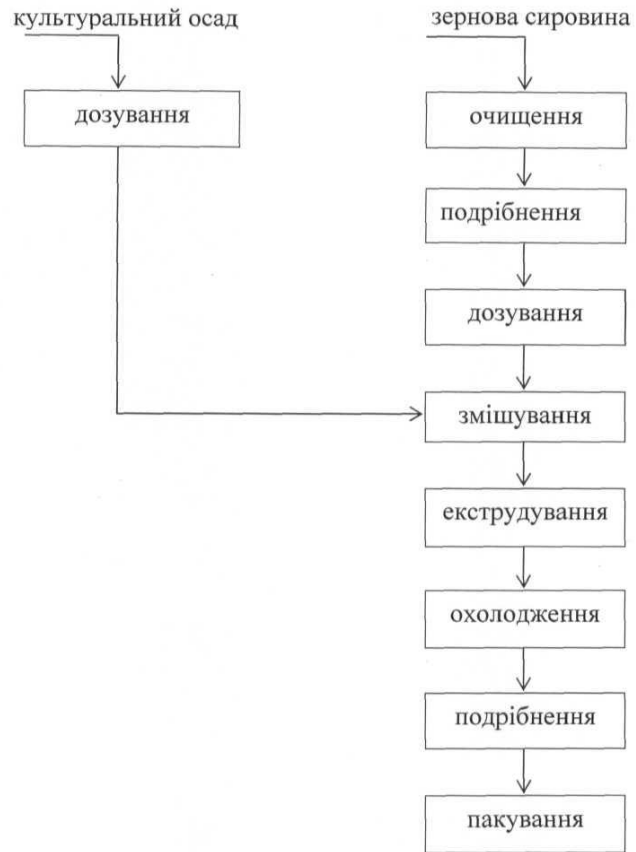 культуральний осад
зернова сировина
дозування
очищення
подрібнення
дозування
змішування
екструдування
охолодження
подрібнення
пакування